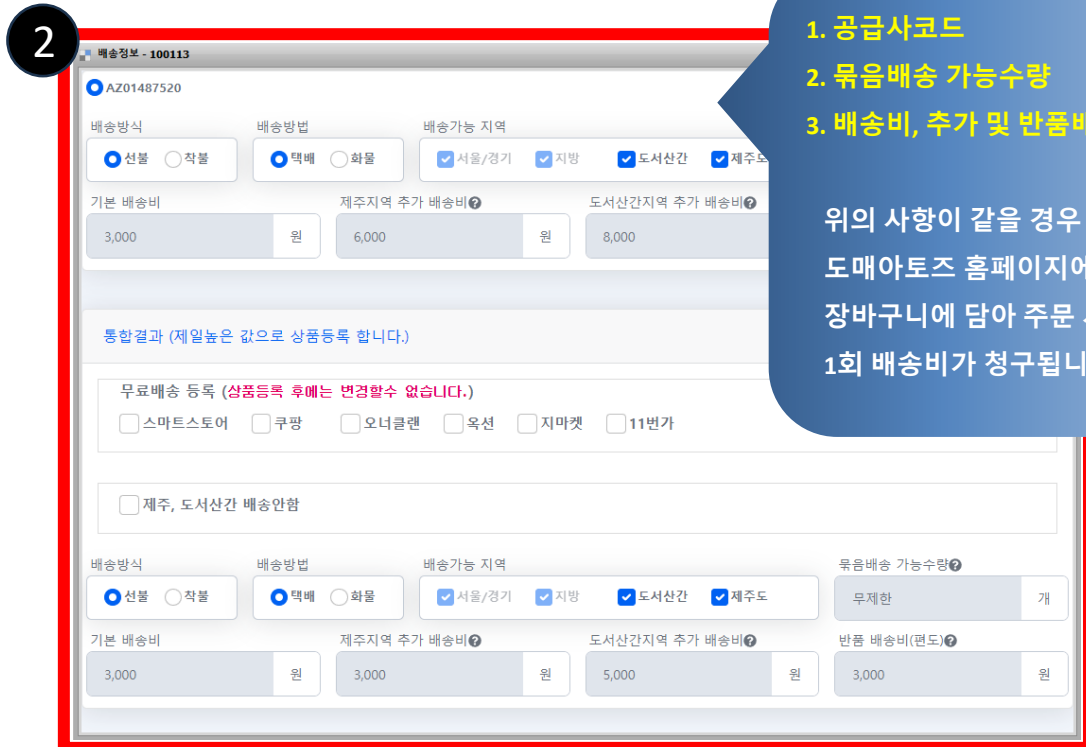 2
배송정보 - 100113
AZ01487520
배송방식 배송방법 배송가능 지역
선불 착불 택배 화물 서울/경기 지방 도서산간 제주도
기본 배송비 제주지역 추가 배송비 도서산간지역 추가 배송비
3,000 원 6,000 원 8,000
1. 공급사코드
2. 묶음배송 가능수량
3. 배송비, 추가 및
위의 사항이 같을 경우
도매아토즈 홈페이지에
장바구니에 담아 주문
1회 배송비가
통합결과 (제일높은 값으로 상품등록 합니다.)
무료배송 등록 (상품등록 후에는 변경할수 없습니다.)
스마트스토어 쿠팡 오너클랜 옥션 지마켓 11번가
제주, 도서산간 배송안함
배송방식 배송방법 배송가능 지역 묶음배송 가능수량
선불 착불 택배 화물 서울/경기 지방 도서산간 제주도 무제한 개
기본 배송비 제주지역 추가 배송비 도서산간지역 추가 배송비 반품 배송비(편도)
3,000 원 3,000 원 5,000 원 3,000 원